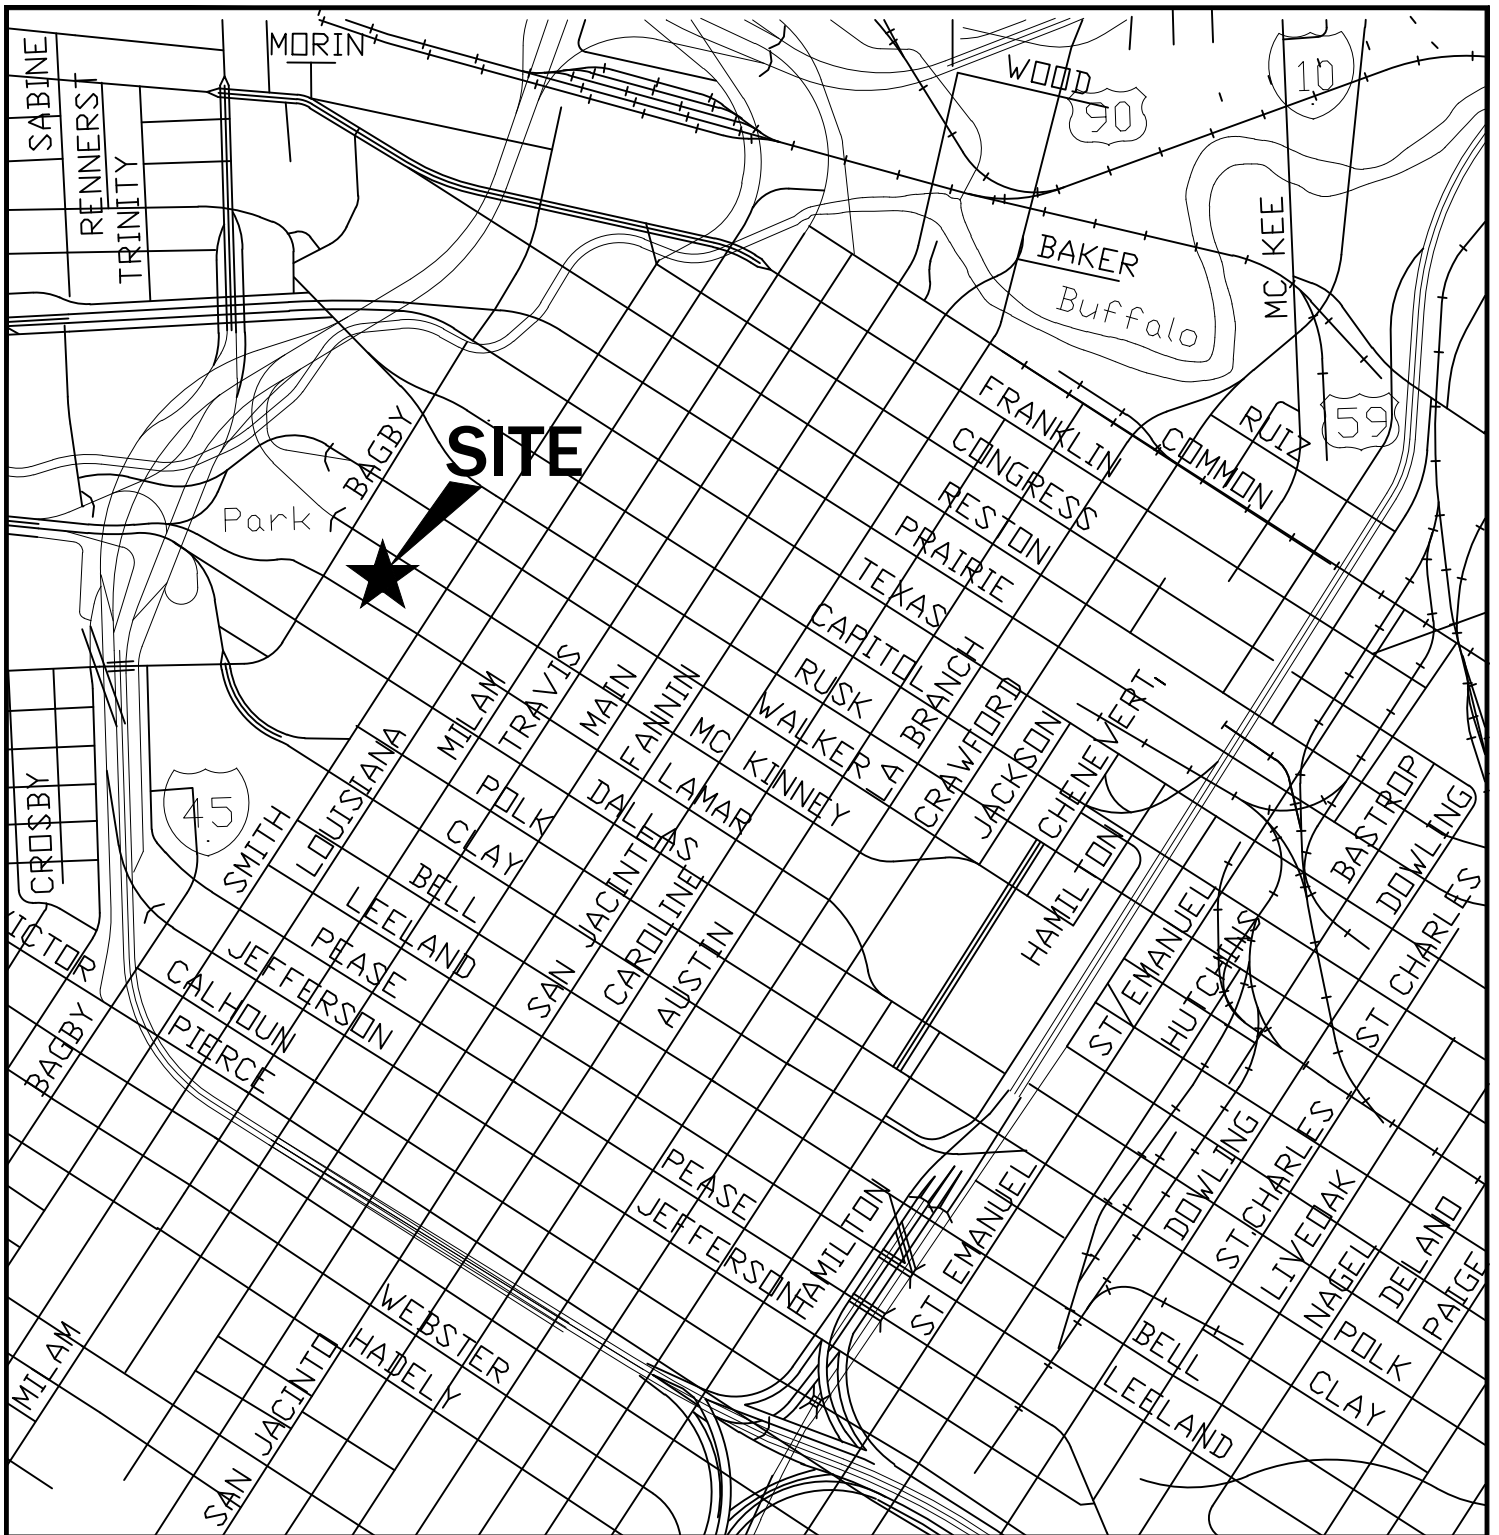 MORIN
SABINE
RENNERST
TRINITY
WOOD
90
10
MC KEE
BAKER
Buffalo
FRANKLIN
CONGRESS
COMMON
RUIZ
59
RESTON
PRAIRIE
TEXAS
CAPITOL
BAGBY
SITE
Park
RUSK
WALKER
LA BRANCH
CRAWFORD
JACKSON
CHENEVERT,
MILAM
TRAVIS
MAIN
FANNIN
MC KINNEY
LAMAR
DALLAS
POLK
CLAY
BELL
LEELAND
PEASE
JEFFERSON
CALHOUN
PIERCE
LOUISIANA
SMITH
45
CROSBY
ICTOR
BAGBY
SAN JACINTO
CAROLINE
AUSTIN
HAMILTON
BASTROP
DOWLING
ST CHARLES
ST/EMANUEL
HUTCHINS
PEASE
JEFFERSON
HAMILTON
ST EMANUEL
DOWLING
ST.CHARLES
LIVEOAK
NAGEL
DELANO
PAIGE
BELL
LEELAND
POLK
CLAY
WEBSTER
HADELY
SAN JACINTO
MILAM